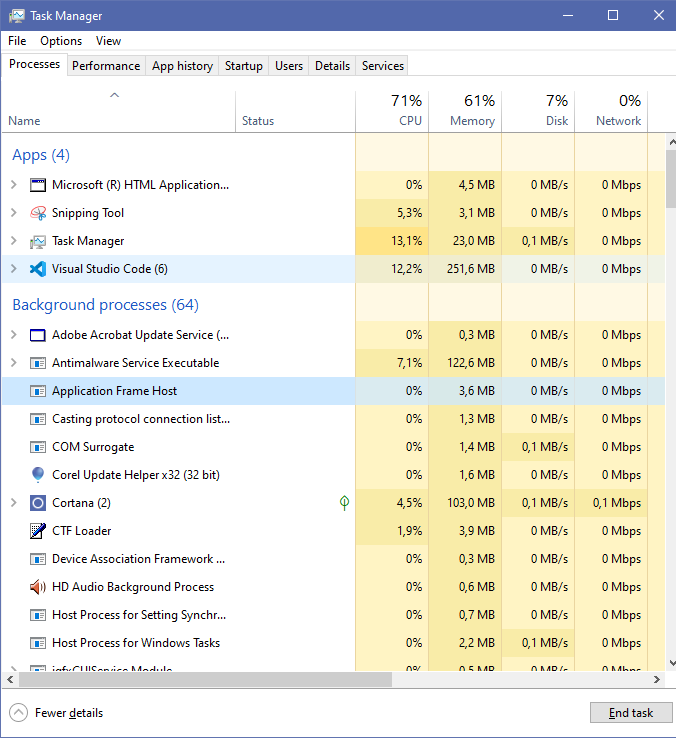 Task Manager
File Options View
Processes Performance App history Startup Users Details Services
71% 61% 7% 0%
Name Status CPU Memory Disk Network
Apps (4)
Microsoft (R) HTML Application... 0% 4,5 MB 0 MB/s 0 Mbps
Snipping Tool 5,3% 3,1 MB 0 MB/s 0 Mbps
Task Manager 13,1% 23,0 MB 0,1 MB/s 0 Mbps
Visual Studio Code (6) 12,2% 251,6 MB 0 MB/s 0 Mbps
Background processes (64)
Adobe Acrobat Update Service (... 0% 0,3 MB 0 MB/s 0 Mbps
Antimalware Service Executable 7,1% 122,6 MB 0 MB/s 0 Mbps
Application Frame Host 0% 3,6 MB 0 MB/s 0 Mbps
Casting protocol connection list... 0% 1,3 MB 0 MB/s 0 Mbps
COM Surrogate 0% 1,4 MB 0,1 MB/s 0 Mbps
Corel Update Helper x32 (32 bit) 0% 1,6 MB 0 MB/s 0 Mbps
Cortana (2) 4,5% 103,0 MB 0,1 MB/s 0,1 Mbps
CTF Loader 1,9% 3,9 MB 0 MB/s 0 Mbps
Device Association Framework ... 0% 0,6 MB 0 MB/s 0 Mbps
HD Audio Background Process 0% 0,6 MB 0 MB/s 0 Mbps
Host Process for Setting Synchr... 0% 0,7 MB 0 MB/s 0 Mbps
Host Process for Windows Tasks 0% 2,2 MB 0,1 MB/s 0 Mbps
igfxCUIService Module 0% 0,5 MB 0 MB/s 0 Mbps
Fewer details End task